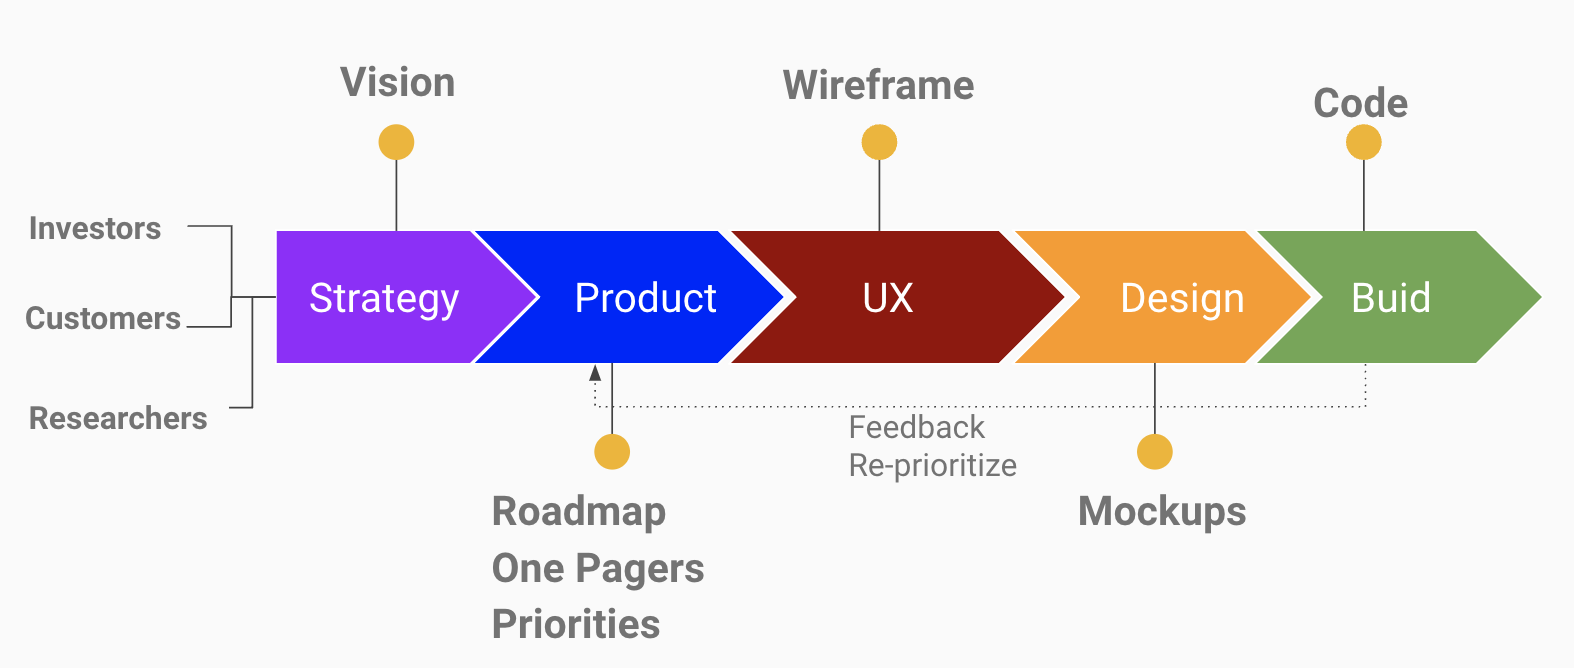 Vision
Wireframe
Code
Investors
Customers
Researchers
Strategy
Product
UX
Design
Buid
Feedback
Re-prioritize
Roadmap
One Pagers
Priorities
Mockups